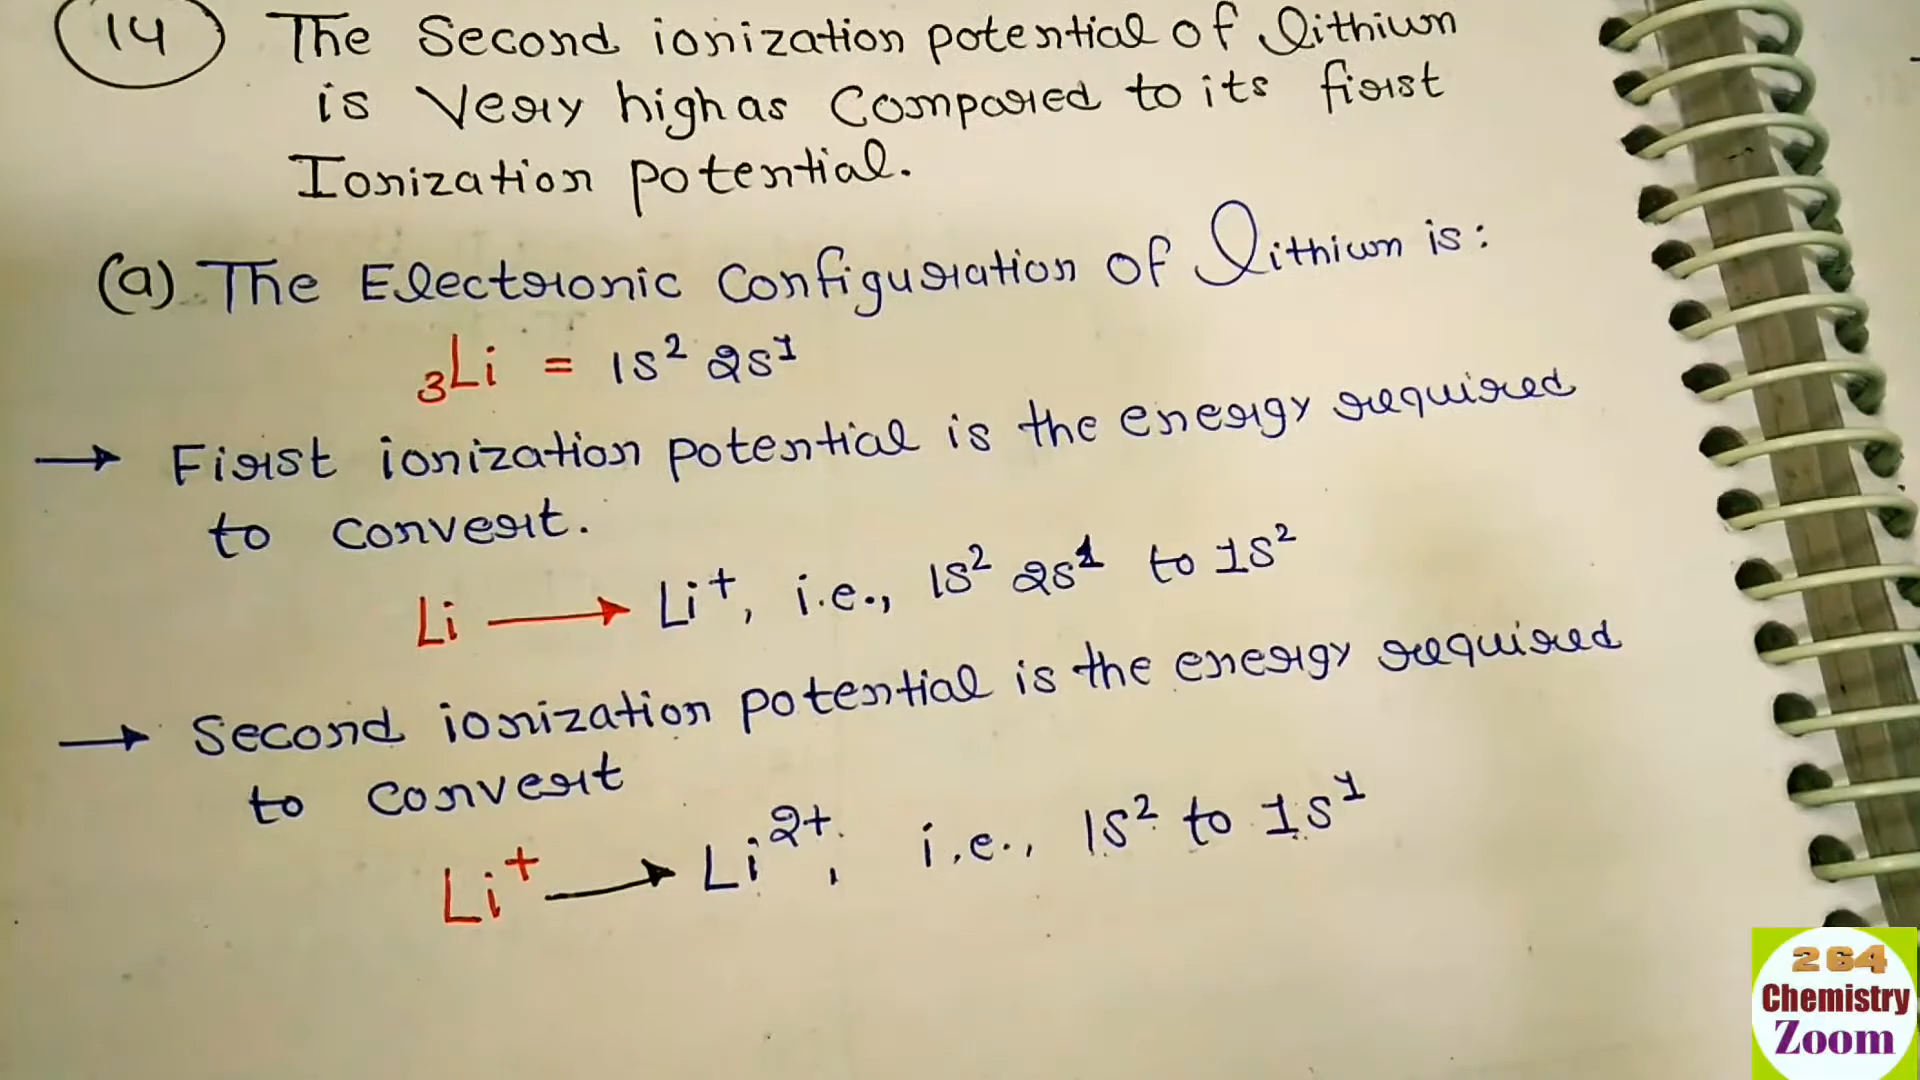 14 The Second ionization potential of lithium
is Very high as Compared to its first
Ionization potential.
(a) The Electronic Configuration of lithium is:
₃Li = 1s² 2s¹
→ First ionization potential is the energy required
to convert.
Li → Li⁺, i.e., 1s² 2s¹ to 1s²
→ Second ionization potential is the energy required
to convert
Li⁺ → Li²⁺, i.e., 1s² to 1s¹
264
Chemistry
Zoom